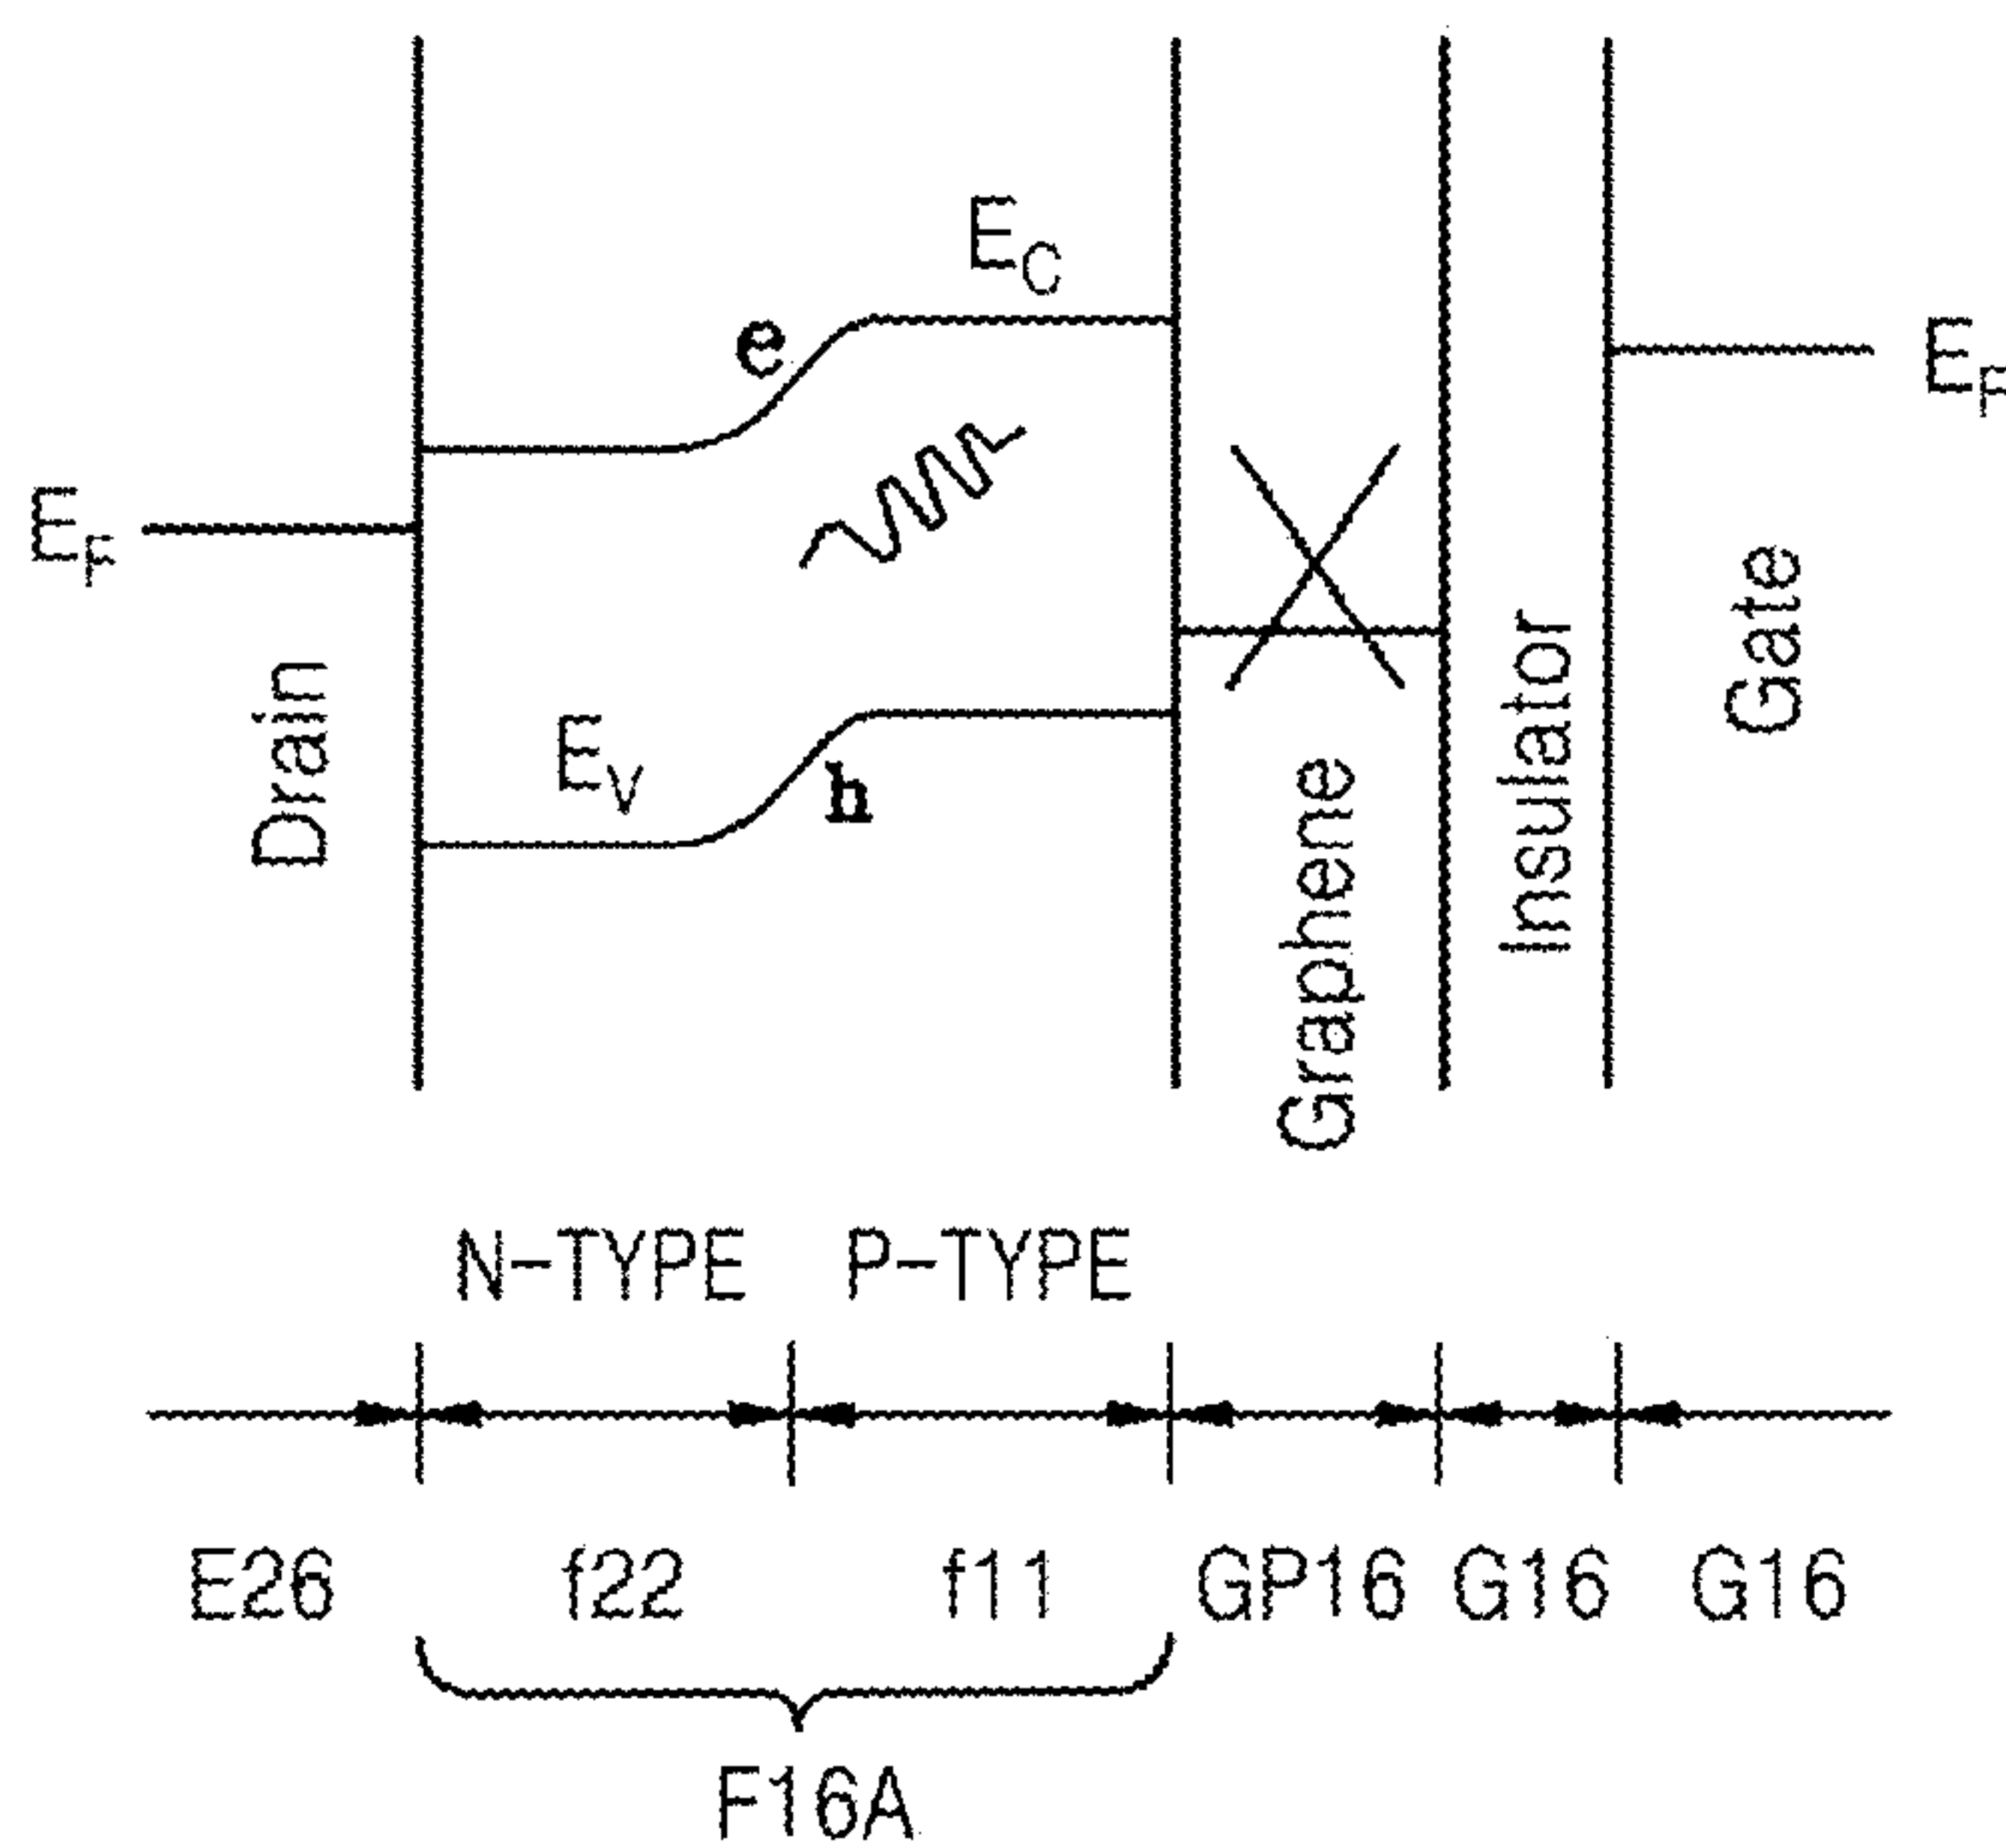 E_C
e
E_F
E_F
E_V
h
Drain
Graphene
Insulator
Gate
N-TYPE P-TYPE
E26 f22 f11 GP16 G16 G16
F16A